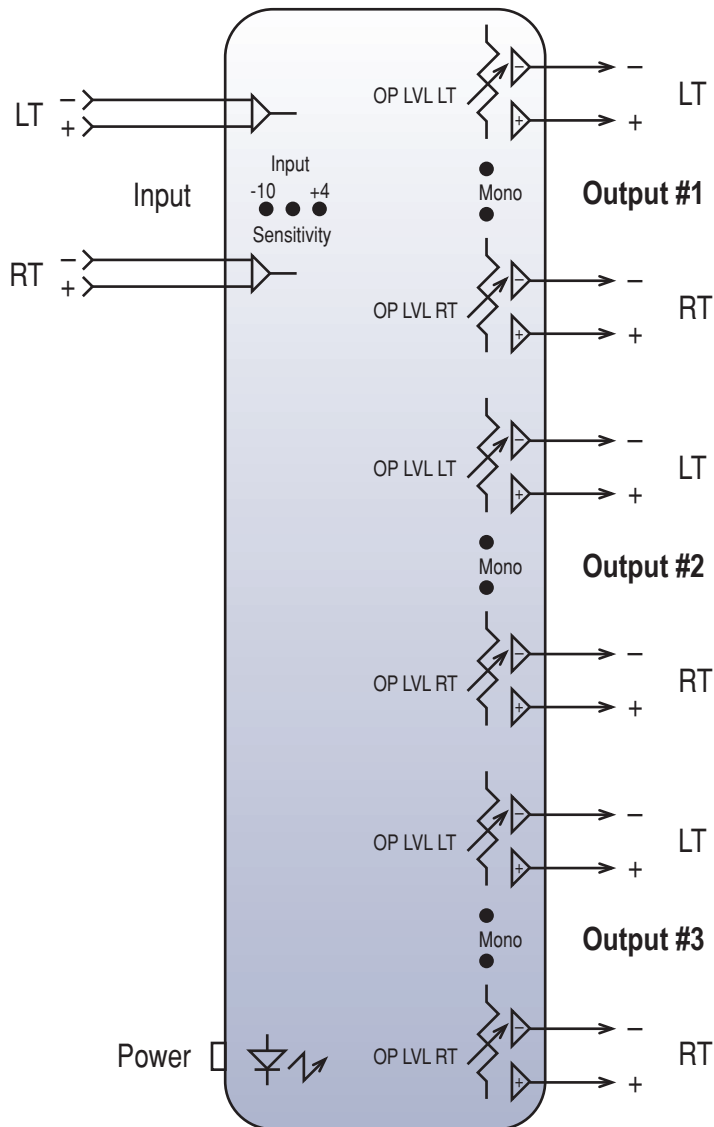 LT
−
+
Input
RT
−
+
Input
-10 +4
Sensitivity
Power
OP LVL LT
−
+
−
+
LT
Mono
Output #1
OP LVL RT
−
+
−
+
RT
OP LVL LT
−
+
−
+
LT
Mono
Output #2
OP LVL RT
−
+
−
+
RT
OP LVL LT
−
+
−
+
LT
Mono
Output #3
OP LVL RT
−
+
−
+
RT